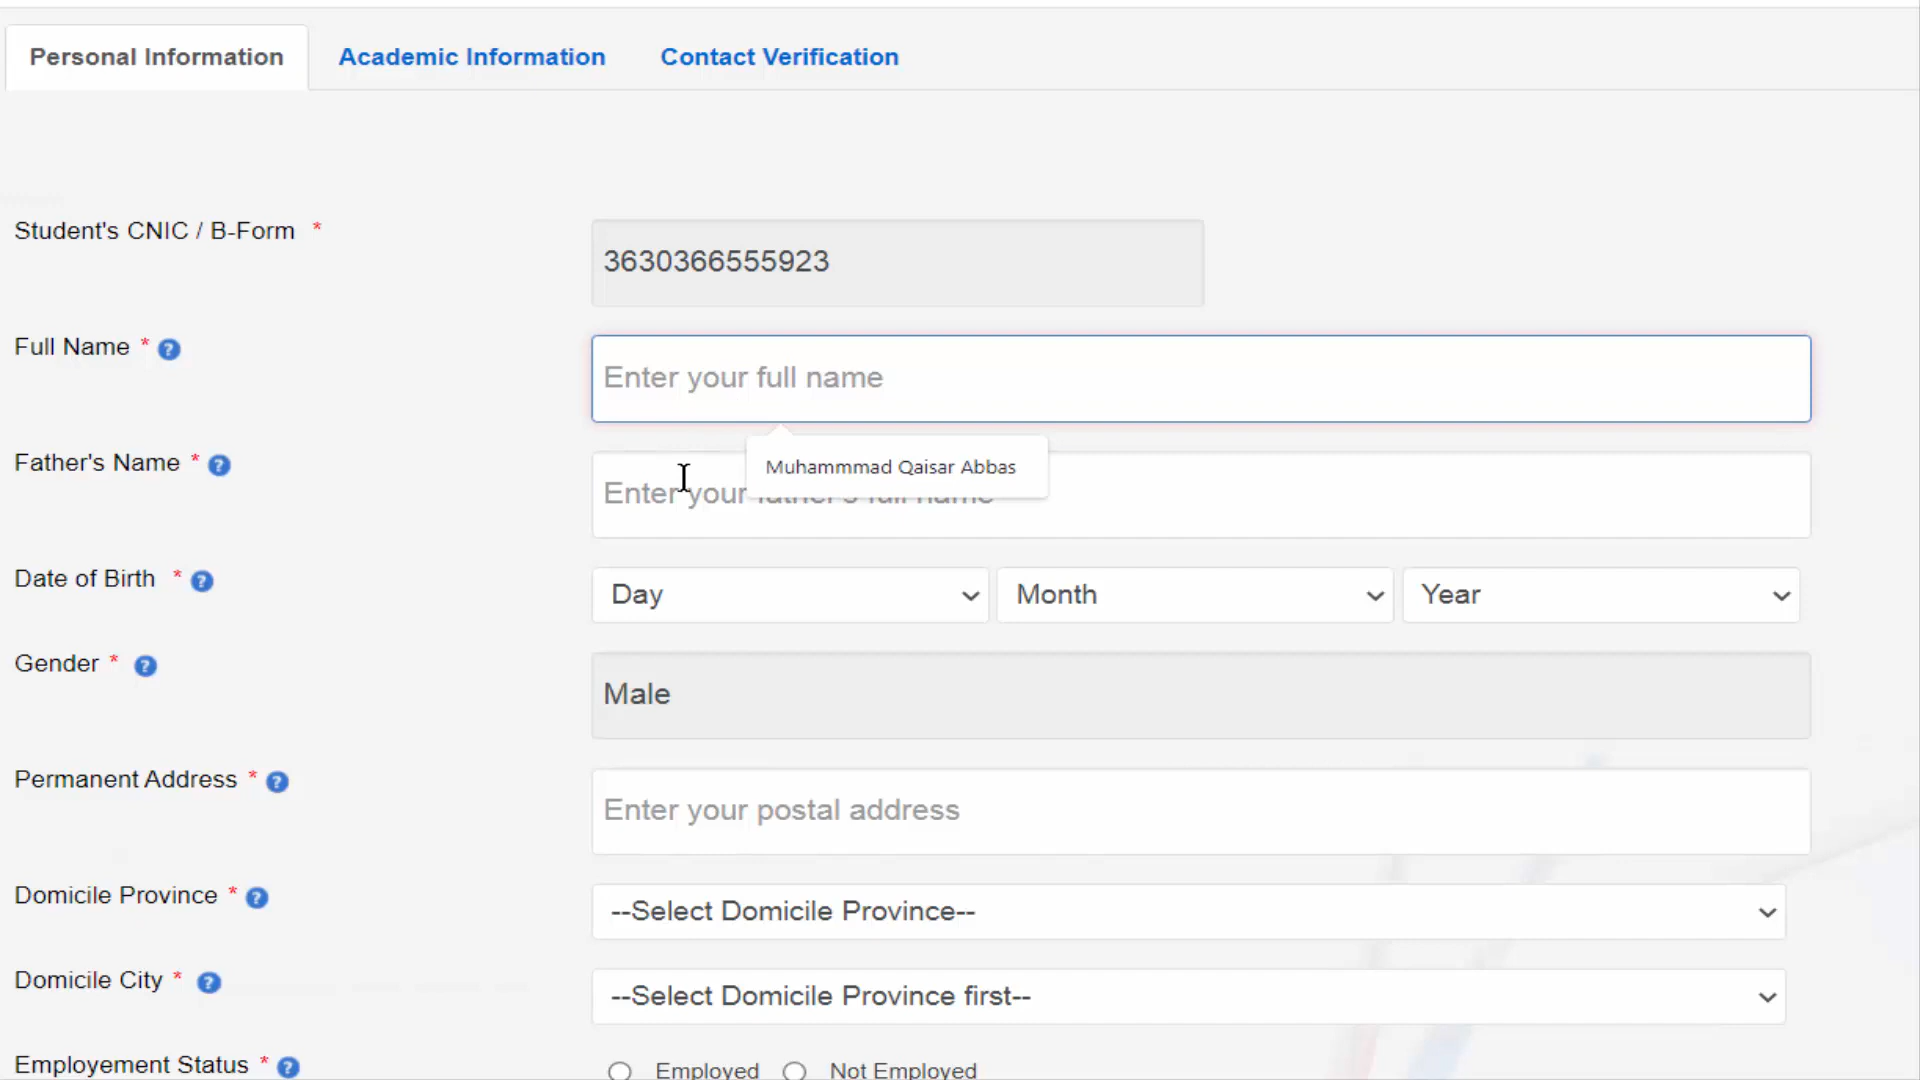 Personal Information Academic Information Contact Verification
Student's CNIC / B-Form *
3630366555923
Full Name * ?
Enter your full name
Muhammmad Qaisar Abbas
Father's Name * ?
Enter your father's full name
Date of Birth * ? Day Month Year
Gender * ?
Male
Permanent Address * ?
Enter your postal address
Domicile Province * ?
--Select Domicile Province--
Domicile City * ?
--Select Domicile Province first--
Employement Status * ? Employed Not Employed